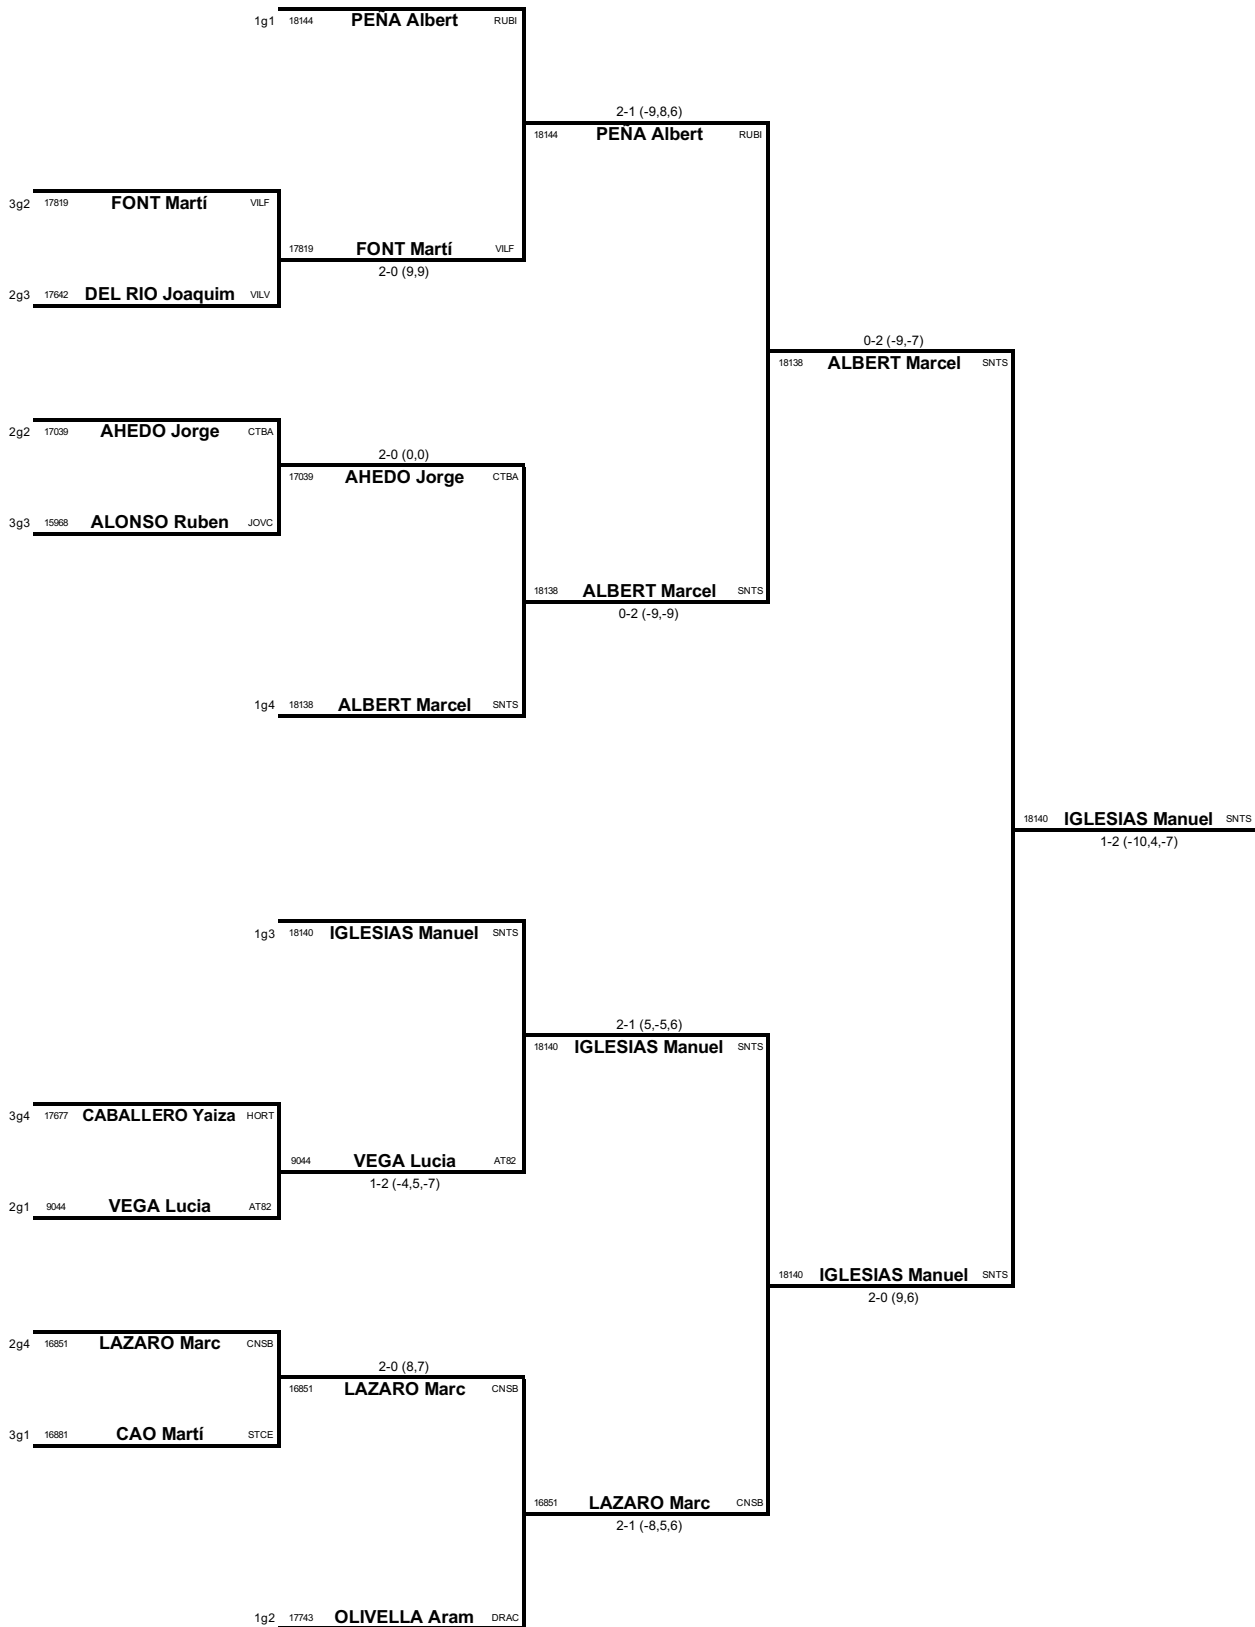 1g1 18144 PEÑA Albert RUBI
2-1 (-9,8,6)
18144 PEÑA Albert RUBI
3g2 17819 FONT Martí VILF
17819 FONT Martí VILF
2-0 (9,9)
2g3 17642 DEL RIO Joaquim VILV
0-2 (-9,-7)
18138 ALBERT Marcel SNTS
2g2 17039 AHEDO Jorge CTBA
2-0 (0,0)
17039 AHEDO Jorge CTBA
3g3 15968 ALONSO Ruben JOVC
18138 ALBERT Marcel SNTS
0-2 (-9,-9)
1g4 18138 ALBERT Marcel SNTS
18140 IGLESIAS Manuel SNTS
1-2 (-10,4,-7)
1g3 18140 IGLESIAS Manuel SNTS
2-1 (5,-5,6)
18140 IGLESIAS Manuel SNTS
3g4 17677 CABALLERO Yaiza HORT
9044 VEGA Lucia AT82
1-2 (-4,5,-7)
2g1 9044 VEGA Lucia AT82
18140 IGLESIAS Manuel SNTS
2-0 (9,6)
2g4 16851 LAZARO Marc CNSB
2-0 (8,7)
16851 LAZARO Marc CNSB
3g1 16881 CAO Martí STCE
16851 LAZARO Marc CNSB
2-1 (-8,5,6)
1g2 17743 OLIVELLA Aram DRAC